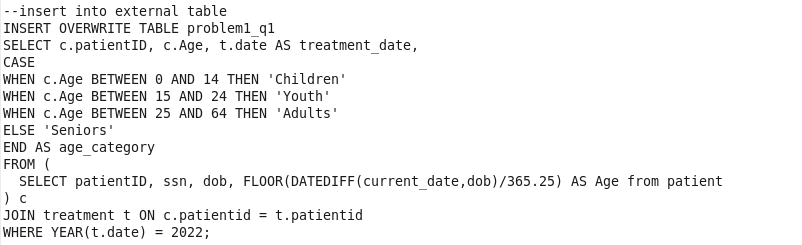 --insert into external table
INSERT OVERWRITE TABLE problem1_q1
SELECT c.patientID, c.Age, t.date AS treatment_date,
CASE
WHEN c.Age BETWEEN 0 AND 14 THEN 'Children'
WHEN c.Age BETWEEN 15 AND 24 THEN 'Youth'
WHEN c.Age BETWEEN 25 AND 64 THEN 'Adults'
ELSE 'Seniors'
END AS age_category
FROM (
  SELECT patientID, ssn, dob, FLOOR(DATEDIFF(current_date,dob)/365.25) AS Age from patient
) c
JOIN treatment t ON c.patientid = t.patientid
WHERE YEAR(t.date) = 2022;